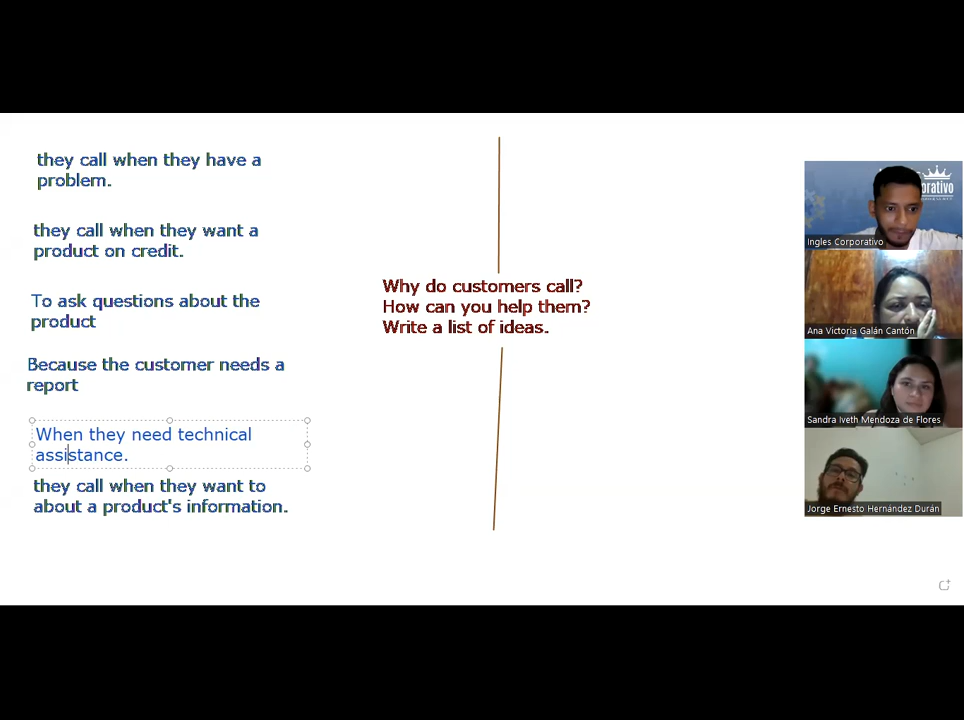 they call when they have a
problem.
they call when they want a
product on credit.
To ask questions about the
product
Because the customer needs a
report
When they need technical
assistance.
they call when they want to
about a product's information.
Why do customers call?
How can you help them?
Write a list of ideas.
Ingles Corporativo
Ana Victoria Galán Cantón
Sandra Iveth Mendoza de Flores
Jorge Ernesto Hernández Durán